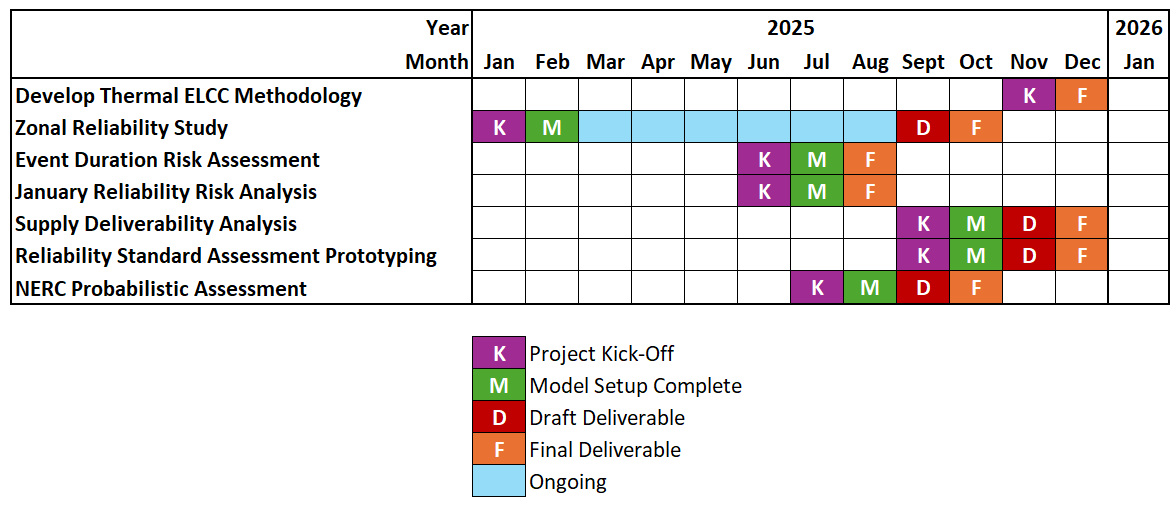 Year 2025 2026
Month Jan Feb Mar Apr May Jun Jul Aug Sept Oct Nov Dec Jan
Develop Thermal ELCC Methodology K F
Zonal Reliability Study K M D F
Event Duration Risk Assessment K M F
January Reliability Risk Analysis K M F
Supply Deliverability Analysis K M D F
Reliability Standard Assessment Prototyping K M D F
NERC Probabilistic Assessment K M D F
K Project Kick-Off
M Model Setup Complete
D Draft Deliverable
F Final Deliverable
Ongoing